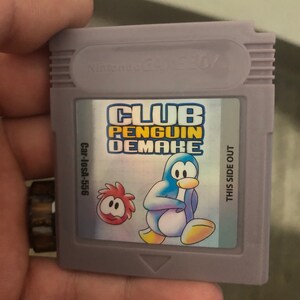 CLUB
PENGUIN
DEMAKE
THIS SIDE OUT